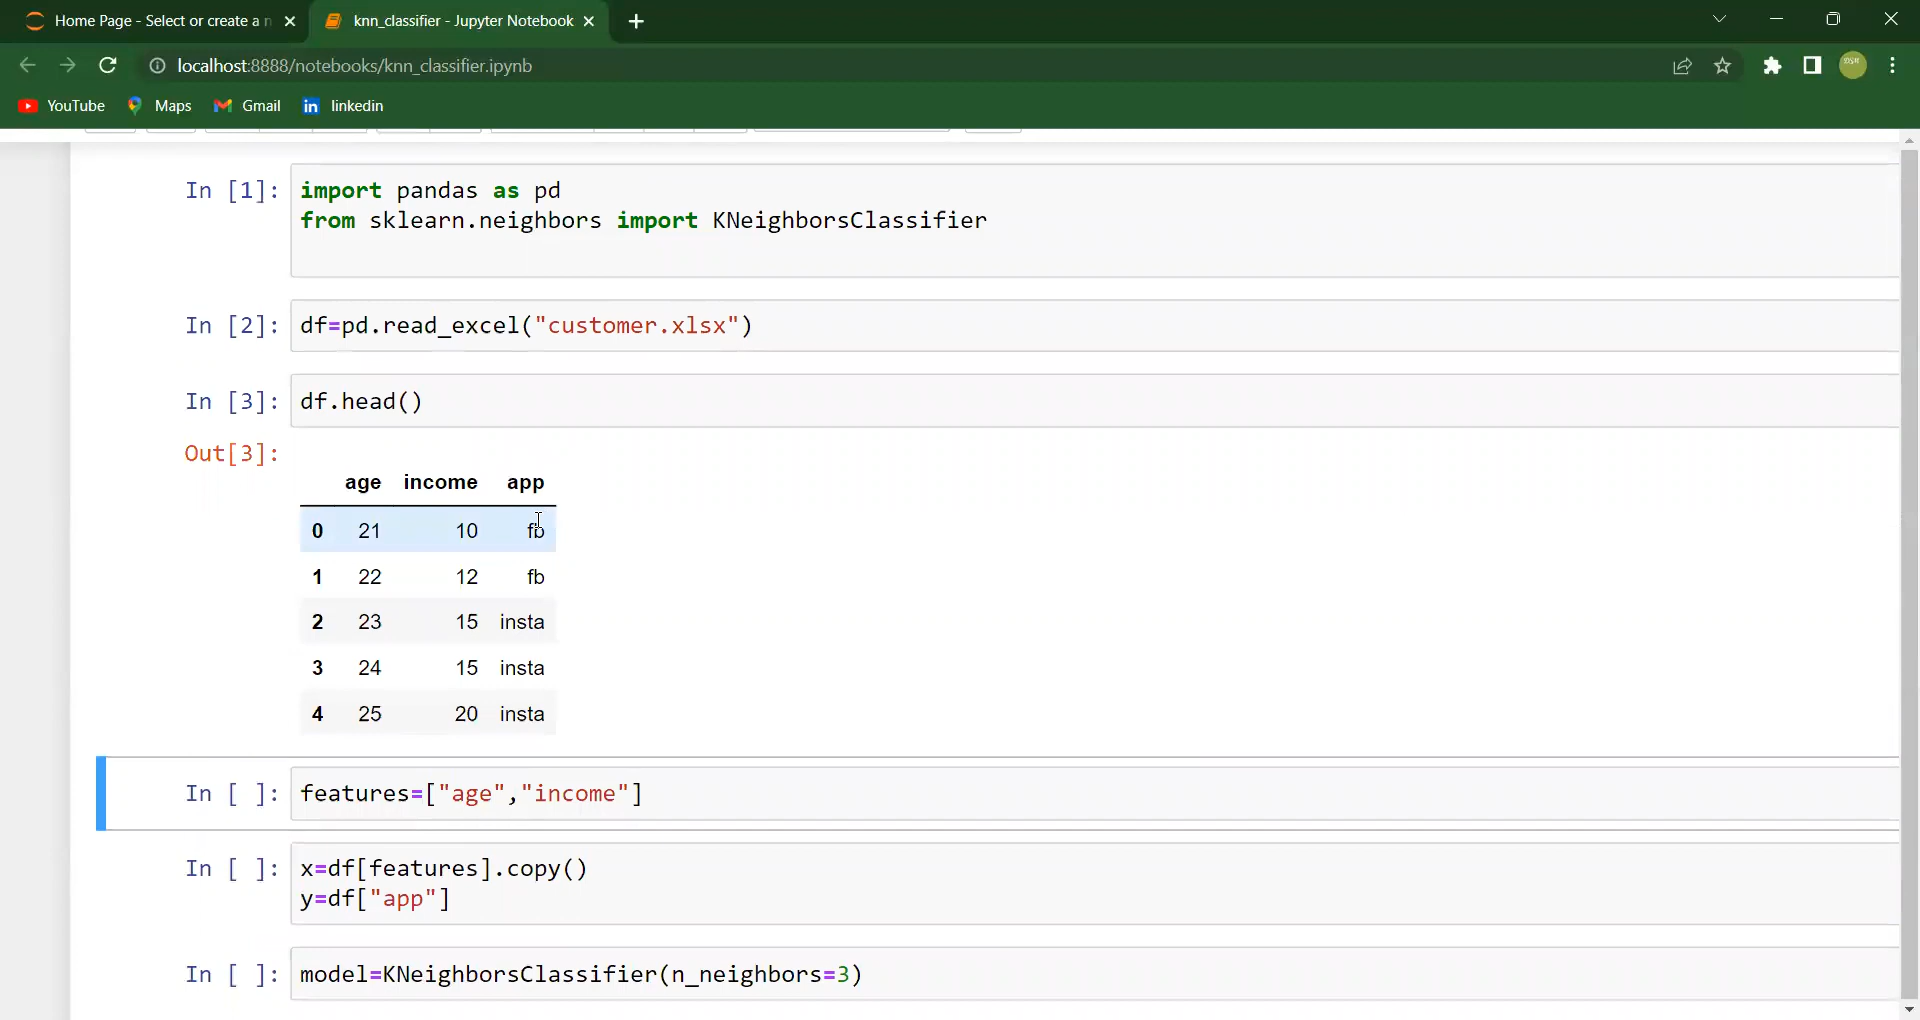 Home Page - Select or create a n
knn_classifier - Jupyter Notebook
localhost:8888/notebooks/knn_classifier.ipynb
YouTube Maps Gmail linkedin
In [1]: import pandas as pd
from sklearn.neighbors import KNeighborsClassifier
In [2]: df=pd.read_excel("customer.xlsx")
In [3]: df.head()
Out[3]:
age income app
0 21 10 fb
1 22 12 fb
2 23 15 insta
3 24 15 insta
4 25 20 insta
In [ ]: features=["age","income"]
In [ ]: x=df[features].copy()
y=df["app"]
In [ ]: model=KNeighborsClassifier(n_neighbors=3)